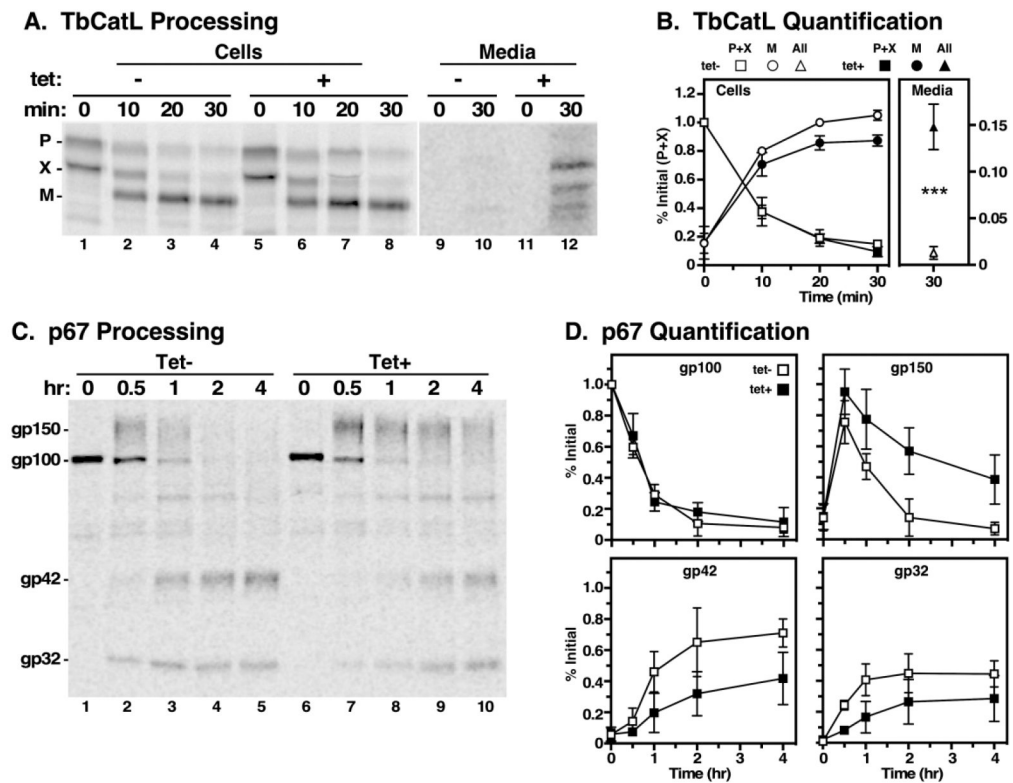 A. TbCatL Processing
Cells Media
tet: - + - +
min: 0 10 20 30 0 10 20 30 0 30 0 30
P -
X -
M -
1 2 3 4 5 6 7 8 9 10 11 12
B. TbCatL Quantification
P+X M All P+X M All
tet- □ ○ △ tet+ ■ ● ▲
Cells Media
% Initial (P+X)
1.2
1.0
0.8
0.6
0.4
0.2
0
0.15
0.10
0.05
0
***
0 10 20 30 30
Time (min)
C. p67 Processing
Tet- Tet+
hr: 0 0.5 1 2 4 0 0.5 1 2 4
gp150 -
gp100 -
gp42 -
gp32 -
1 2 3 4 5 6 7 8 9 10
D. p67 Quantification
gp100
tet- □
tet+ ■
% Initial
1.0
0.8
0.6
0.4
0.2
0
gp150
gp42
% Initial
1.0
0.8
0.6
0.4
0.2
0
0 1 2 3 4
Time (hr)
gp32
0 1 2 3 4
Time (hr)